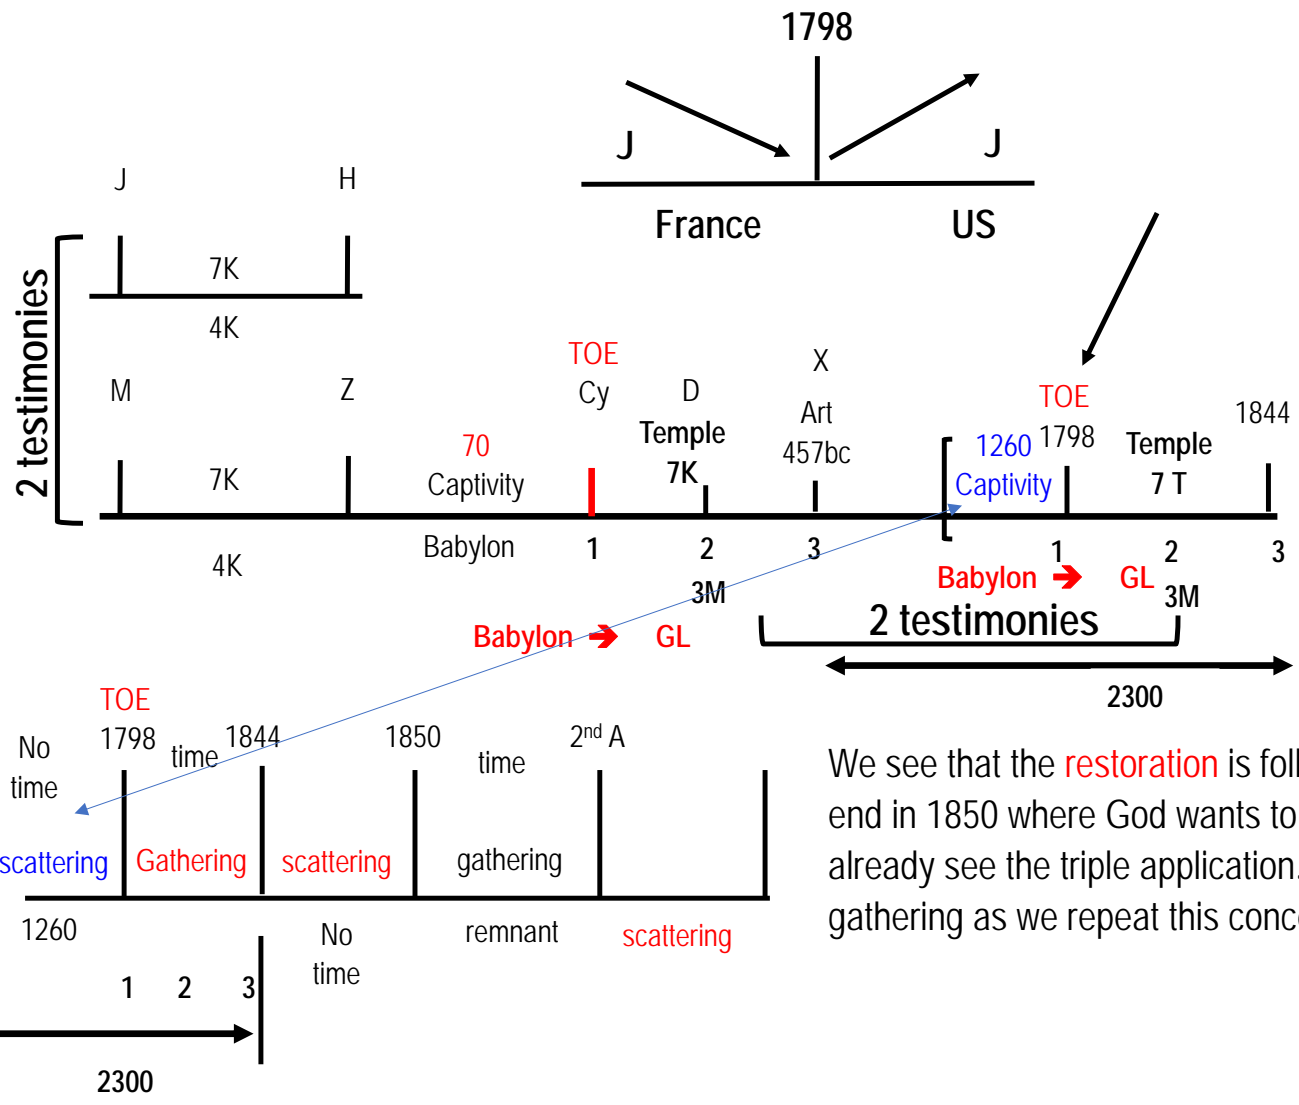 1798
J
J
France
US
J
H
7K
4K
2 testimonies
M
Z
7K
4K
70
Captivity
Babylon
TOE
Cy
1
D
Temple
7K
2
3M
X
Art
457bc
3
Babylon
GL
1260
Captivity
TOE
1798
1
Temple
7 T
2
3M
1844
3
Babylon
GL
2 testimonies
2300
TOE
No
time
1798
time
1844
1850
time
2nd A
scattering
Gathering
scattering
gathering
1260
No
time
remnant
scattering
1
2
3
2300
We see that the restoration is foll
end in 1850 where God wants to
already see the triple application.
gathering as we repeat this conc